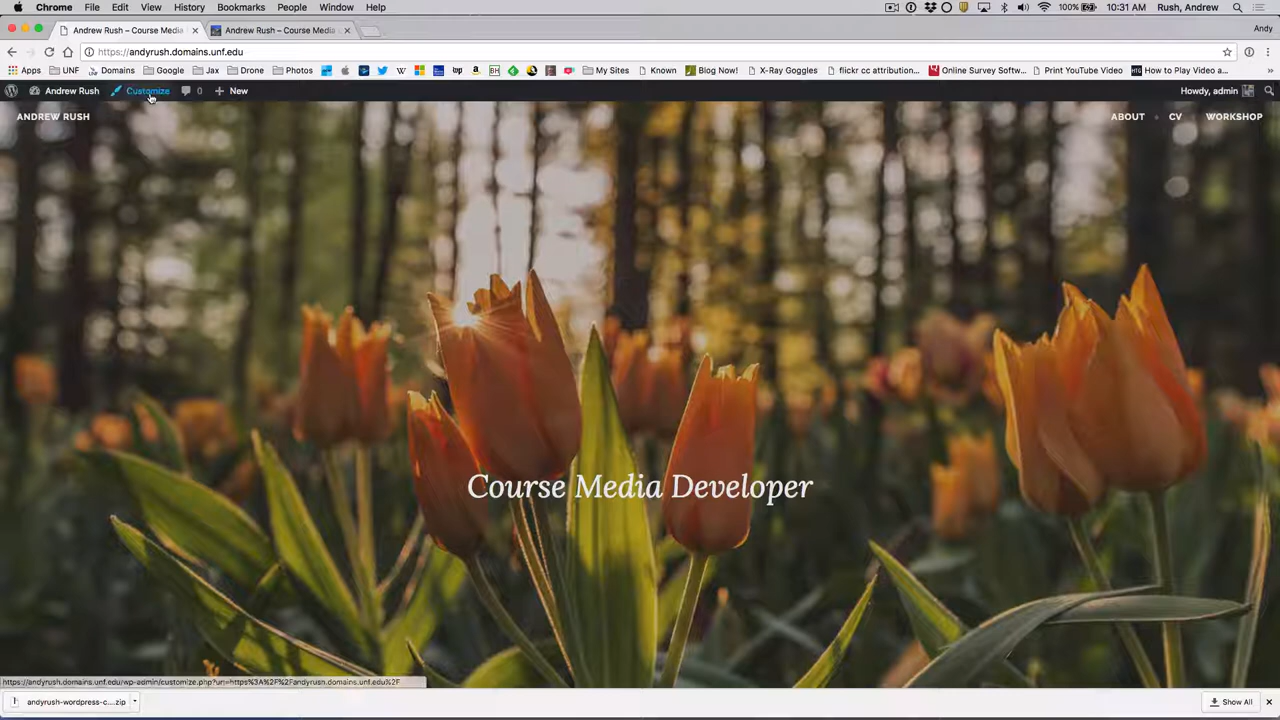 Chrome File Edit View History Bookmarks People Window Help 100% 10:31 AM Rush, Andrew
Andrew Rush – Course Media Andrew Rush – Course Media Andy
https://andyrush.domains.unf.edu
Apps UNF Domains Google Jax Drone Photos My Sites Known Blog Now! X-Ray Goggles flickr cc attribution... Online Survey Softw... Print YouTube Video How to Play Video a...
Andrew Rush Customize 0 New Howdy, admin
ANDREW RUSH ABOUT CV WORKSHOP
Course Media Developer
andyrush-wordpress-c....zip Show All